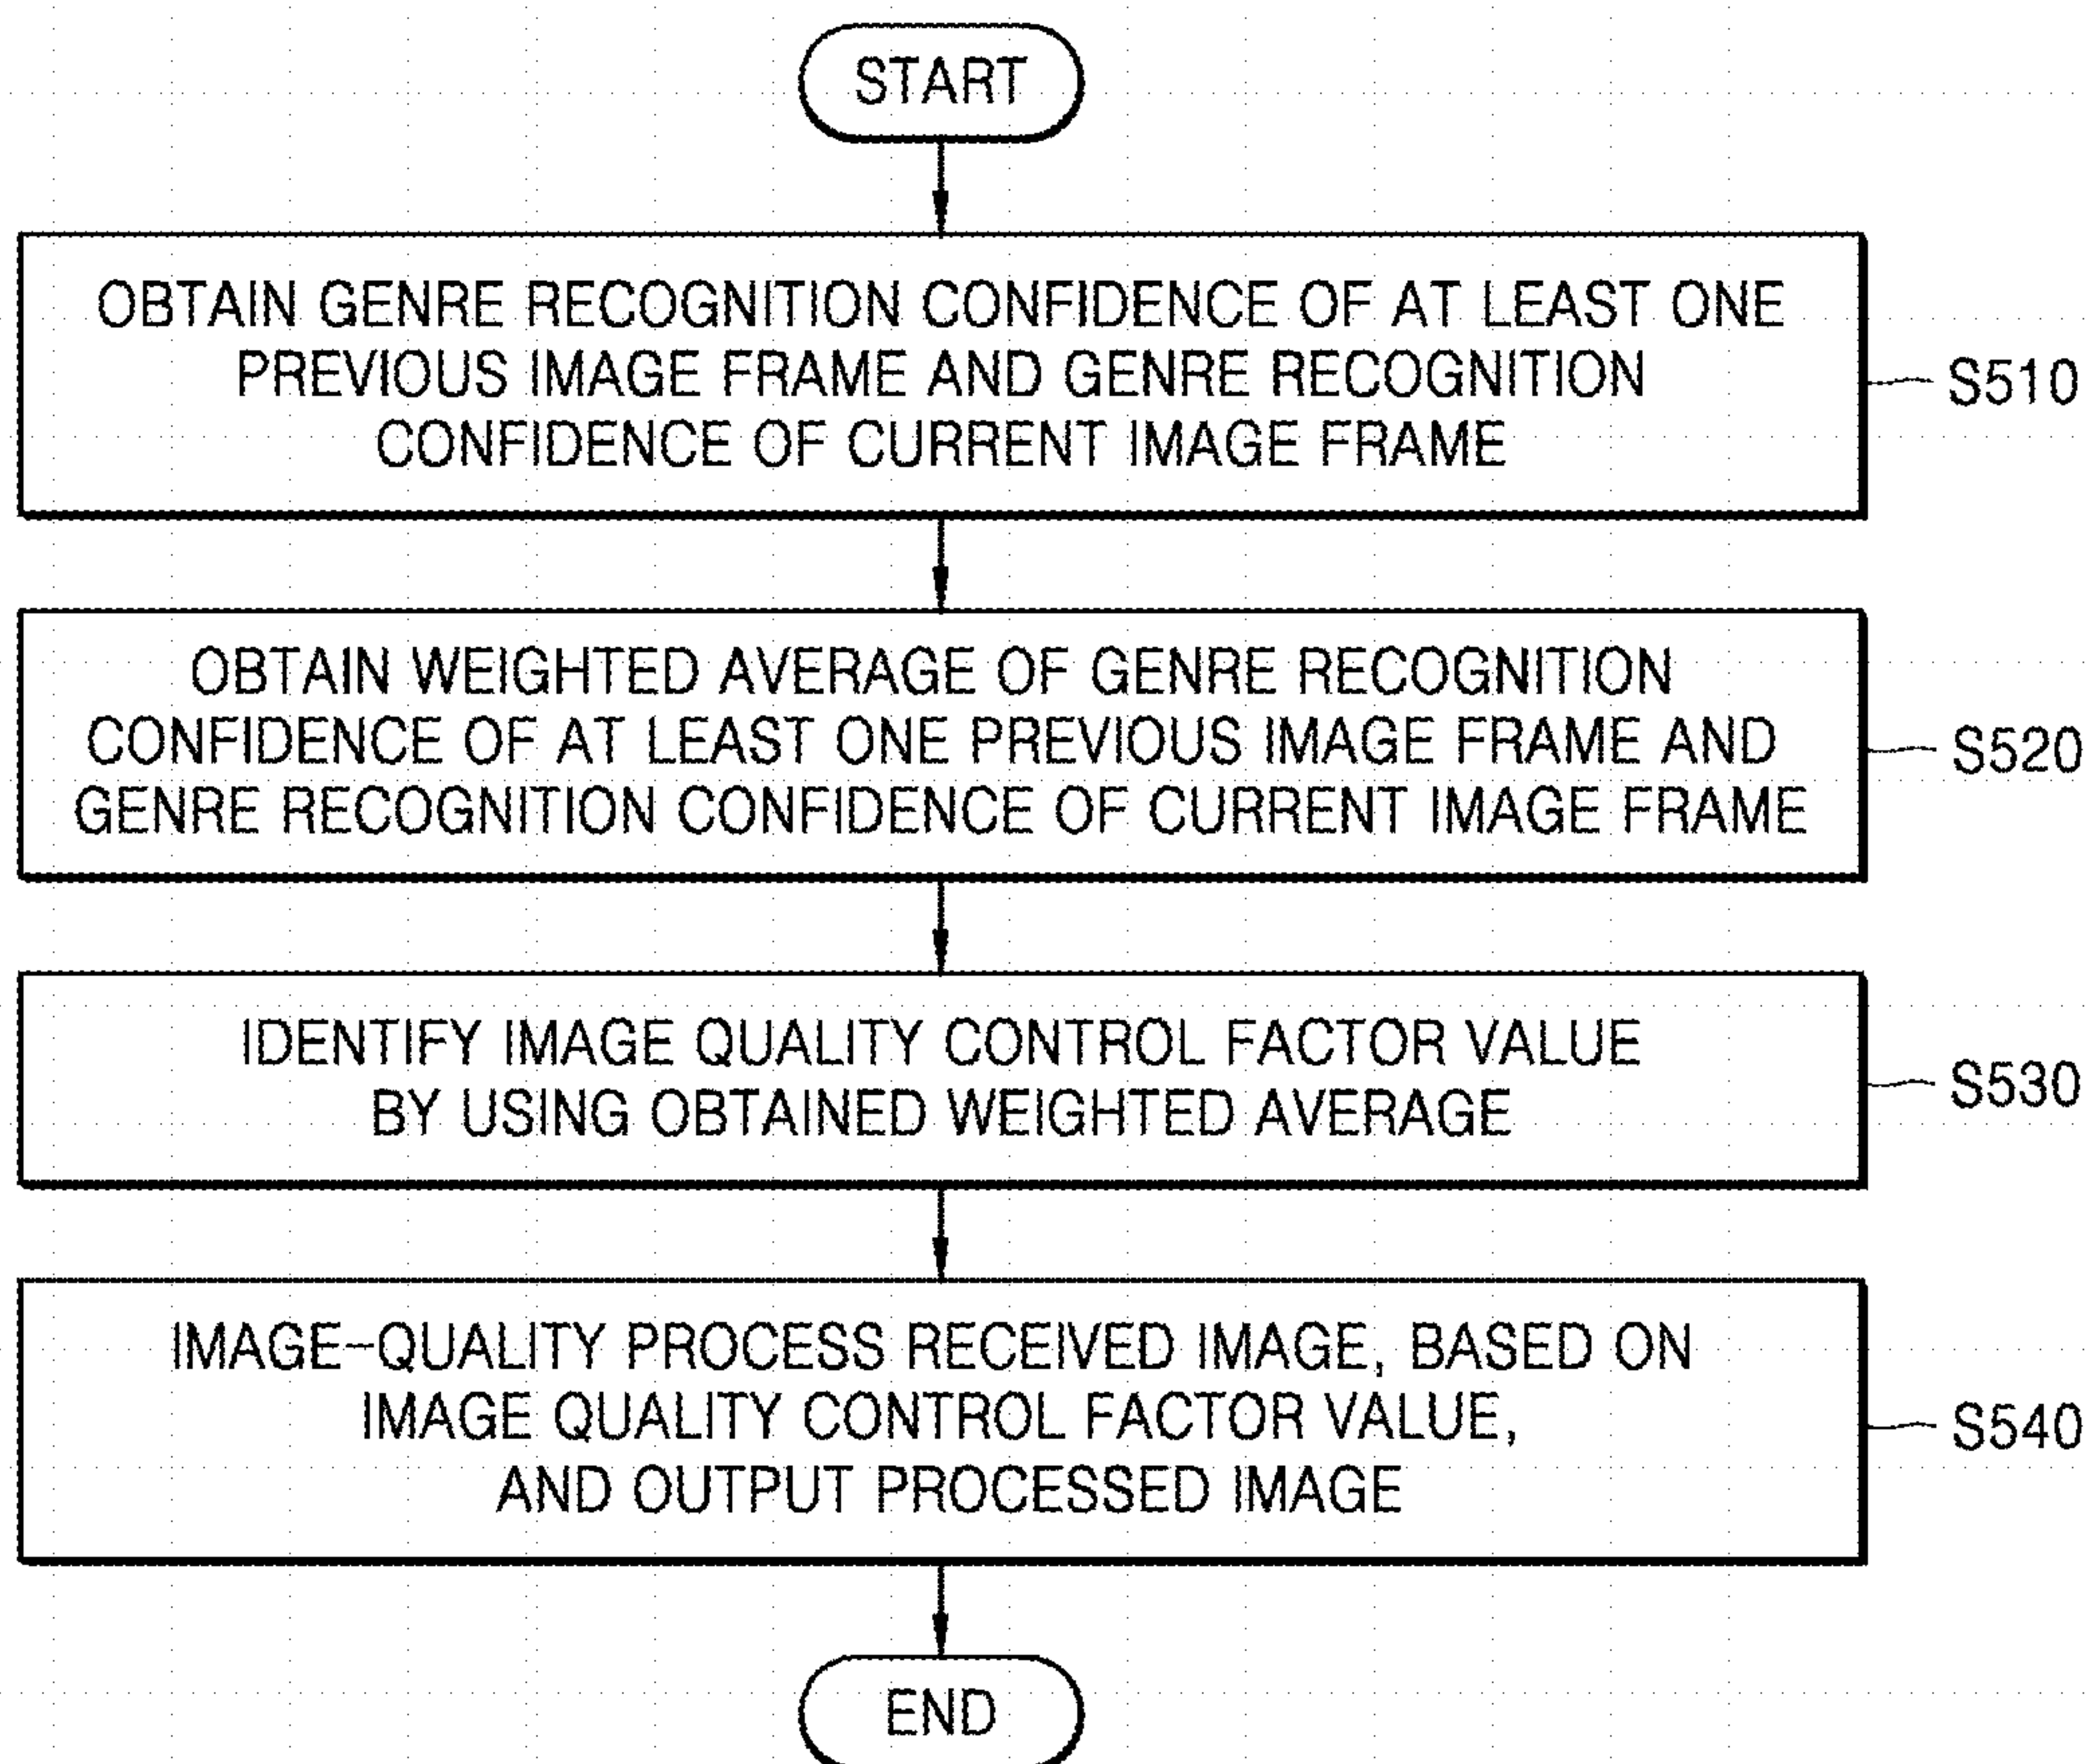 START
OBTAIN GENRE RECOGNITION CONFIDENCE OF AT LEAST ONE
PREVIOUS IMAGE FRAME AND GENRE RECOGNITION
CONFIDENCE OF CURRENT IMAGE FRAME
S510
OBTAIN WEIGHTED AVERAGE OF GENRE RECOGNITION
CONFIDENCE OF AT LEAST ONE PREVIOUS IMAGE FRAME AND
GENRE RECOGNITION CONFIDENCE OF CURRENT IMAGE FRAME
S520
IDENTIFY IMAGE QUALITY CONTROL FACTOR VALUE
BY USING OBTAINED WEIGHTED AVERAGE
S530
IMAGE-QUALITY PROCESS RECEIVED IMAGE, BASED ON
IMAGE QUALITY CONTROL FACTOR VALUE,
AND OUTPUT PROCESSED IMAGE
S540
END